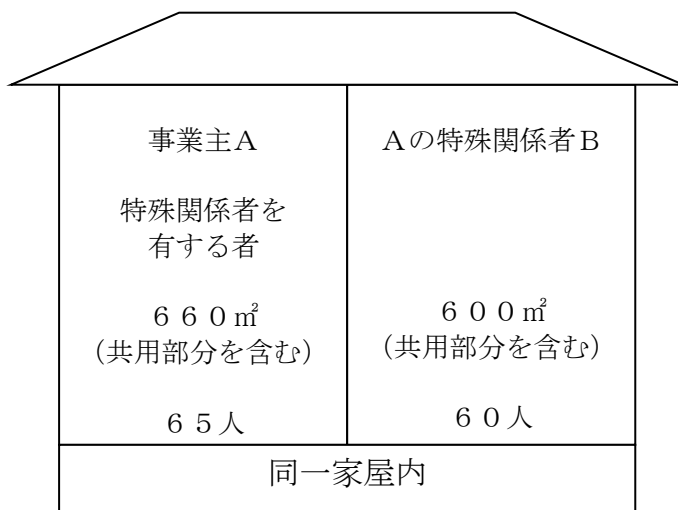 事業主A
特殊関係者を
有する者
６６０㎡
（共用部分を含む）
６５人
Aの特殊関係者B
６００㎡
（共用部分を含む）
６０人
同一家屋内